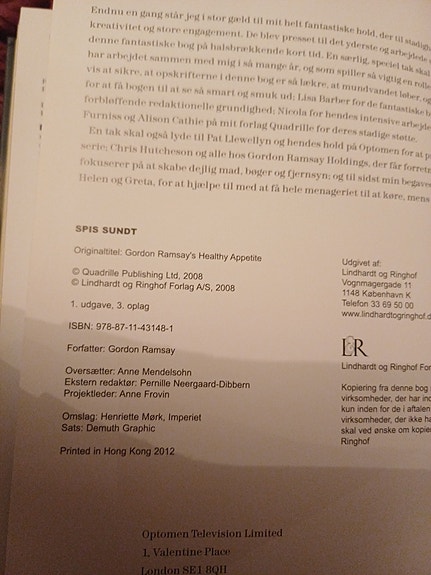 Endnu en gang står jeg i stor gæld til mit helt fantastiske hold, der til stadighed
kreativitet og store engagement. De blev presset til det yderste og arbejdede
denne fantastiske bog på halsbrækkende kort tid. En særlig, speciel tak skal
har arbejdet sammen med mig i så mange år, og som spiller så vigtig en rolle
vis at sikre, at opskrifterne i denne bog er så lækre, at mundvandet løber, og
for at få bogen til at se så smart og smuk ud; Lisa Barber for de fantastiske b
forbløffende redaktionelle grundighed; Nicola for hendes intensive arbejde
Furniss og Alison Cathie på mit forlag Quadrille for deres stadige støtte.
En tak skal også lyde til Pat Llewellyn og hendes hold på Optomen for at p
serie; Chris Hutcheson og alle hos Gordon Ramsay Holdings, der får forret
fokuserer på at skabe dejlig mad, bøger og fjernsyn; og til sidst min begave
Helen og Greta, for at hjælpe til med at få hele menageriet til at køre, mens
SPIS SUNDT
Originaltitel: Gordon Ramsay's Healthy Appetite
© Quadrille Publishing Ltd, 2008
© Lindhardt og Ringhof Forlag A/S, 2008
1. udgave, 3. oplag
ISBN: 978-87-11-43148-1
Forfatter: Gordon Ramsay
Oversætter: Anne Mendelsohn
Ekstern redaktør: Pernille Neergaard-Dibbern
Projektleder: Anne Frovin
Omslag: Henriette Mørk, Imperiet
Sats: Demuth Graphic
Printed in Hong Kong 2012
Udgivet af:
Lindhardt og Ringhof
Vognmagergade 11
1148 København K
Telefon 33 69 50 00
www.lindhardtogringhof.d
LR
Lindhardt og Ringhof For
Kopiering fra denne bog
virksomheder, der har ind
kun inden for de i aftalen
virksomheder, der ikke ha
skal ved ønske om kopie
Ringhof
Optomen Television Limited
1, Valentine Place
London SE1 8QH